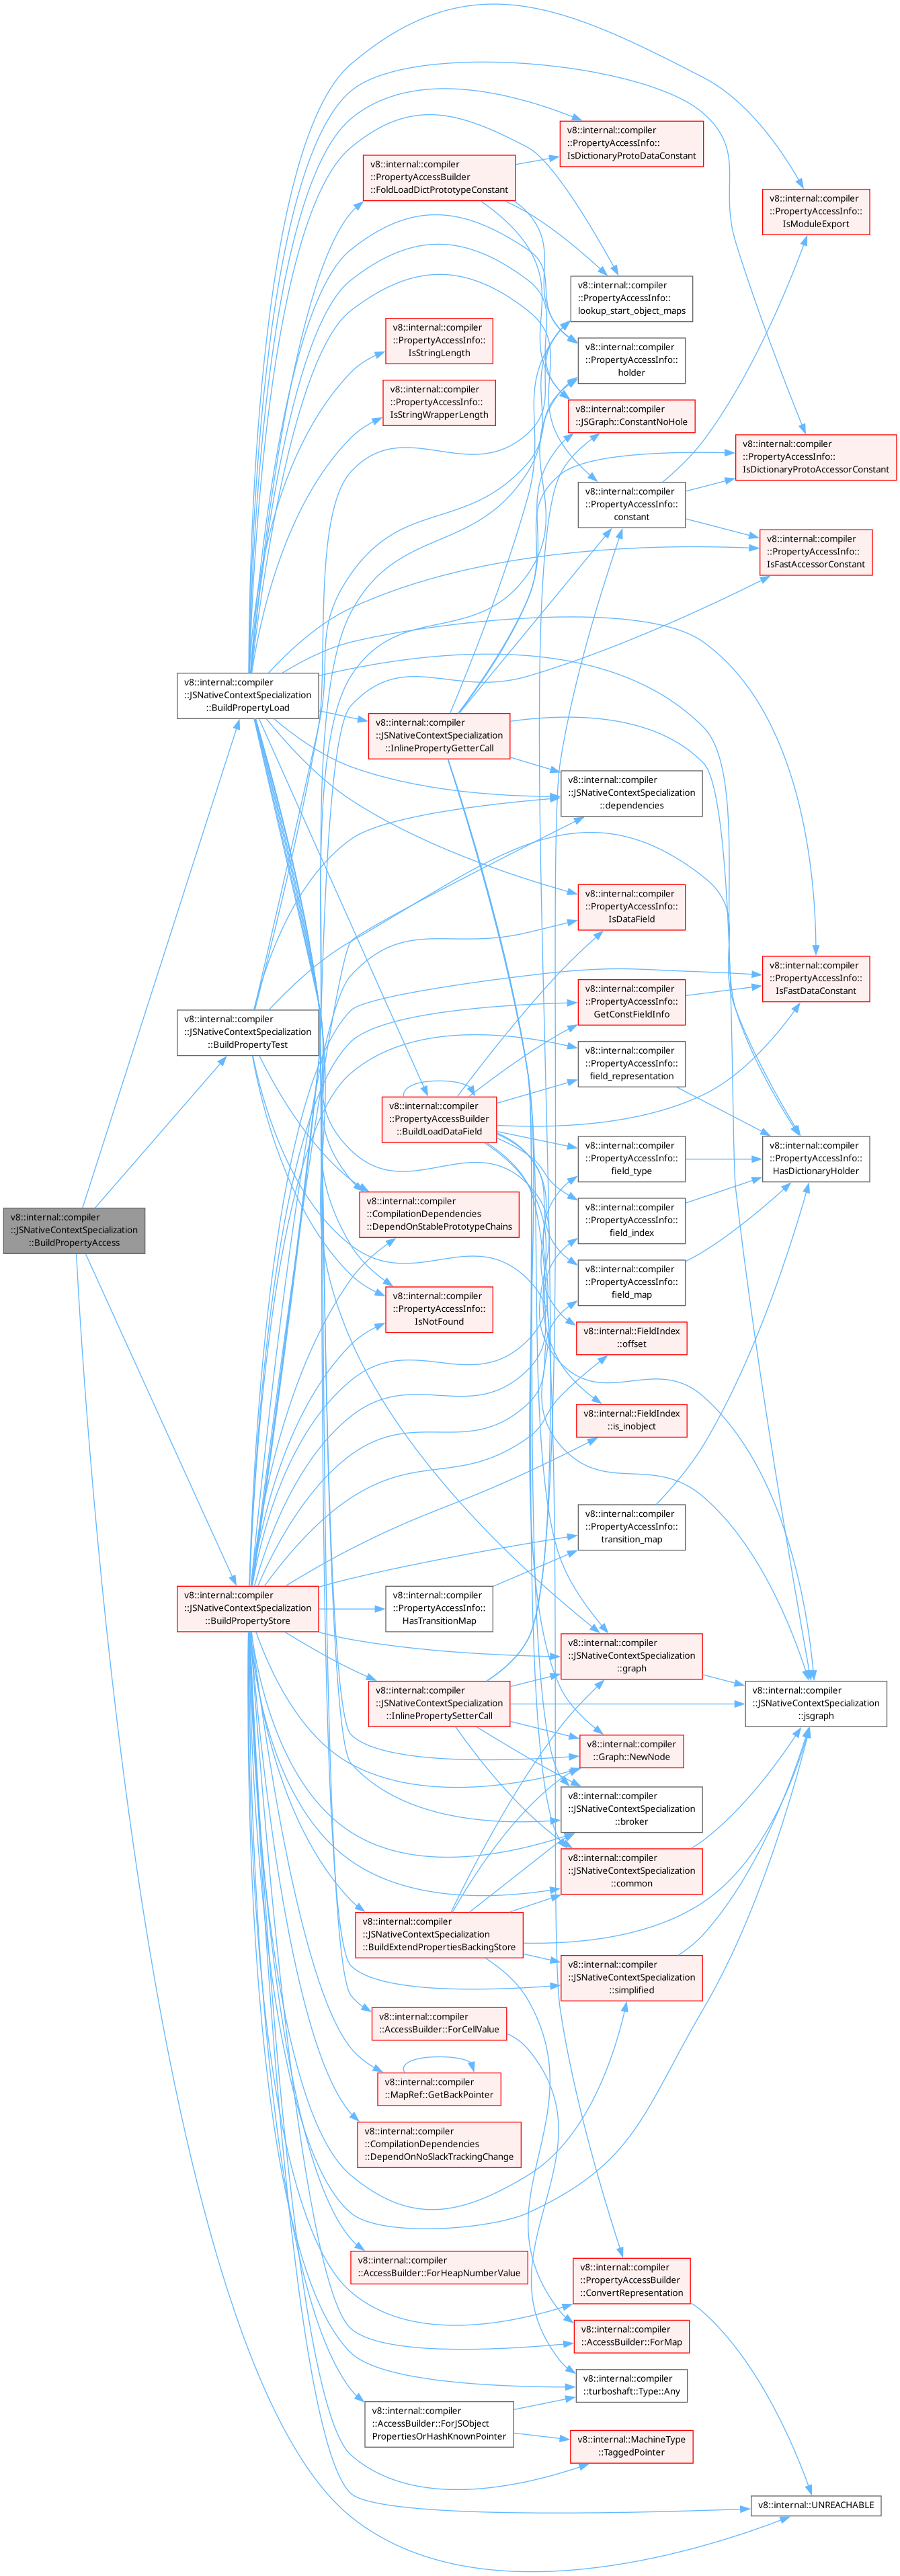 v8::internal::compiler
::PropertyAccessInfo::
IsDictionaryProtoDataConstant
v8::internal::compiler
::PropertyAccessBuilder
::FoldLoadDictPrototypeConstant
v8::internal::compiler
::PropertyAccessInfo::
IsModuleExport
v8::internal::compiler
::PropertyAccessInfo::
lookup_start_object_maps
v8::internal::compiler
::PropertyAccessInfo::
IsStringLength
v8::internal::compiler
::PropertyAccessInfo::
holder
v8::internal::compiler
::PropertyAccessInfo::
IsStringWrapperLength
v8::internal::compiler
::JSGraph::ConstantNoHole
v8::internal::compiler
::PropertyAccessInfo::
IsDictionaryProtoAccessorConstant
v8::internal::compiler
::PropertyAccessInfo::
constant
v8::internal::compiler
::PropertyAccessInfo::
IsFastAccessorConstant
v8::internal::compiler
::JSNativeContextSpecialization
::BuildPropertyLoad
v8::internal::compiler
::JSNativeContextSpecialization
::InlinePropertyGetterCall
v8::internal::compiler
::JSNativeContextSpecialization
::dependencies
v8::internal::compiler
::PropertyAccessInfo::
IsDataField
v8::internal::compiler
::PropertyAccessInfo::
IsFastDataConstant
v8::internal::compiler
::PropertyAccessInfo::
GetConstFieldInfo
v8::internal::compiler
::JSNativeContextSpecialization
::BuildPropertyTest
v8::internal::compiler
::PropertyAccessInfo::
field_representation
v8::internal::compiler
::PropertyAccessBuilder
::BuildLoadDataField
v8::internal::compiler
::PropertyAccessInfo::
field_type
v8::internal::compiler
::PropertyAccessInfo::
HasDictionaryHolder
v8::internal::compiler
::CompilationDependencies
::DependOnStablePrototypeChains
v8::internal::compiler
::PropertyAccessInfo::
field_index
v8::internal::compiler
::JSNativeContextSpecialization
::BuildPropertyAccess
v8::internal::compiler
::PropertyAccessInfo::
field_map
v8::internal::compiler
::PropertyAccessInfo::
IsNotFound
v8::internal::FieldIndex
::offset
v8::internal::FieldIndex
::is_inobject
v8::internal::compiler
::PropertyAccessInfo::
transition_map
v8::internal::compiler
::JSNativeContextSpecialization
::BuildPropertyStore
v8::internal::compiler
::PropertyAccessInfo::
HasTransitionMap
v8::internal::compiler
::JSNativeContextSpecialization
::graph
v8::internal::compiler
::JSNativeContextSpecialization
::InlinePropertySetterCall
v8::internal::compiler
::JSNativeContextSpecialization
::jsgraph
v8::internal::compiler
::Graph::NewNode
v8::internal::compiler
::JSNativeContextSpecialization
::broker
v8::internal::compiler
::JSNativeContextSpecialization
::common
v8::internal::compiler
::JSNativeContextSpecialization
::BuildExtendPropertiesBackingStore
v8::internal::compiler
::JSNativeContextSpecialization
::simplified
v8::internal::compiler
::AccessBuilder::ForCellValue
v8::internal::compiler
::MapRef::GetBackPointer
v8::internal::compiler
::CompilationDependencies
::DependOnNoSlackTrackingChange
v8::internal::compiler
::AccessBuilder::ForHeapNumberValue
v8::internal::compiler
::PropertyAccessBuilder
::ConvertRepresentation
v8::internal::compiler
::AccessBuilder::ForMap
v8::internal::compiler
::turboshaft::Type::Any
v8::internal::compiler
::AccessBuilder::ForJSObject
PropertiesOrHashKnownPointer
v8::internal::MachineType
::TaggedPointer
v8::internal::UNREACHABLE